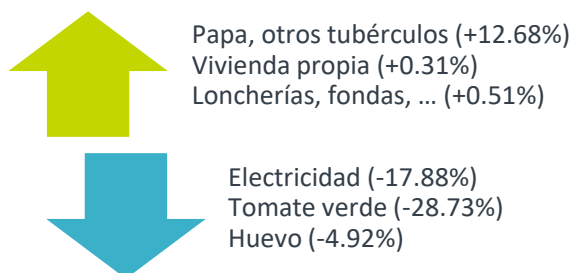 Papa, otros tubérculos (+12.68%)
Vivienda propia (+0.31%)
Loncherías, fondas, ... (+0.51%)
Electricidad (-17.88%)
Tomate verde (-28.73%)
Huevo (-4.92%)